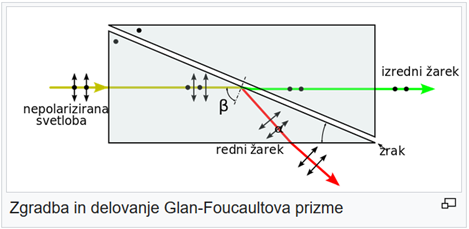 izredni žarek
nepolarizirana
svetloba
β
α
redni žarek
zrak
Zgradba in delovanje Glan-Foucaultova prizme